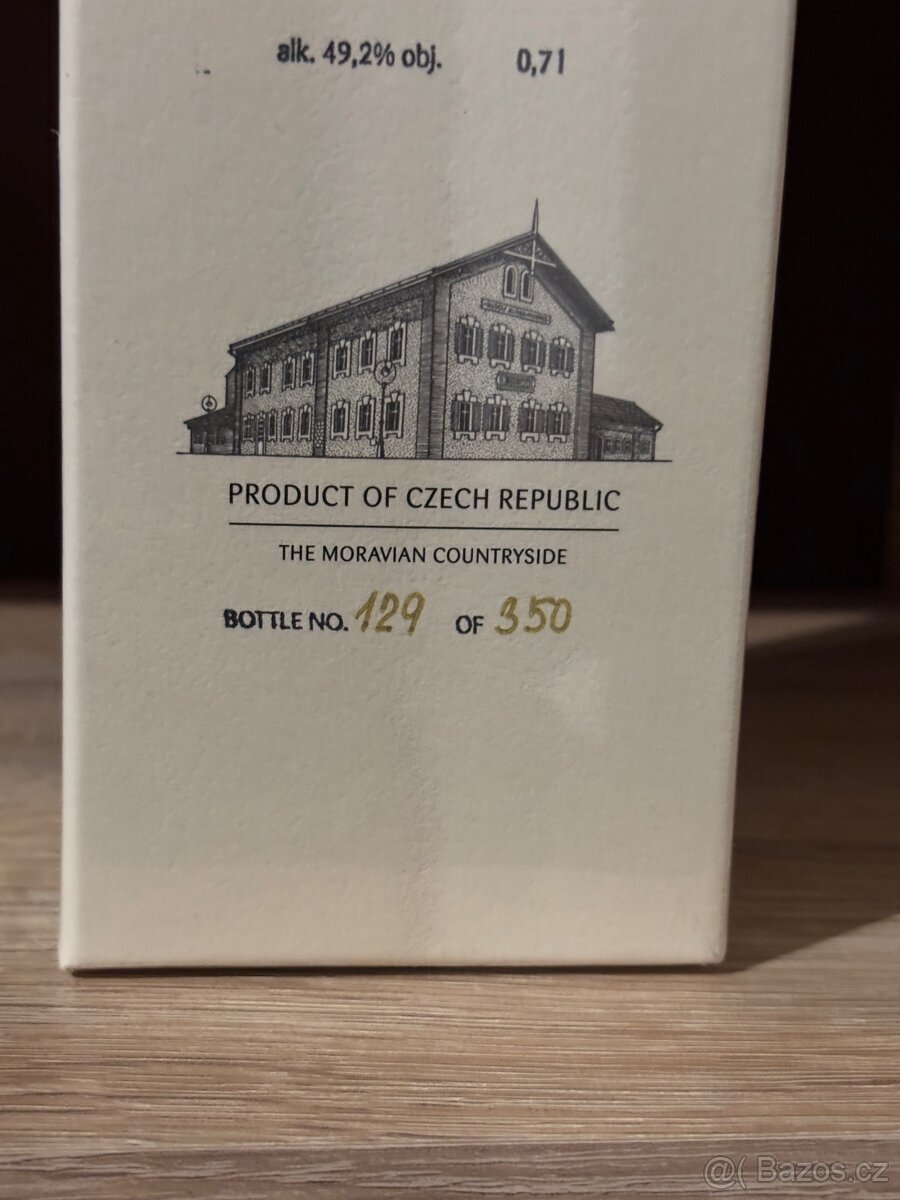 alk. 49,2% obj. 0,7 l
PRODUCT OF CZECH REPUBLIC
THE MORAVIAN COUNTRYSIDE
BOTTLE NO. 129 OF 350
@( Bazos.cz